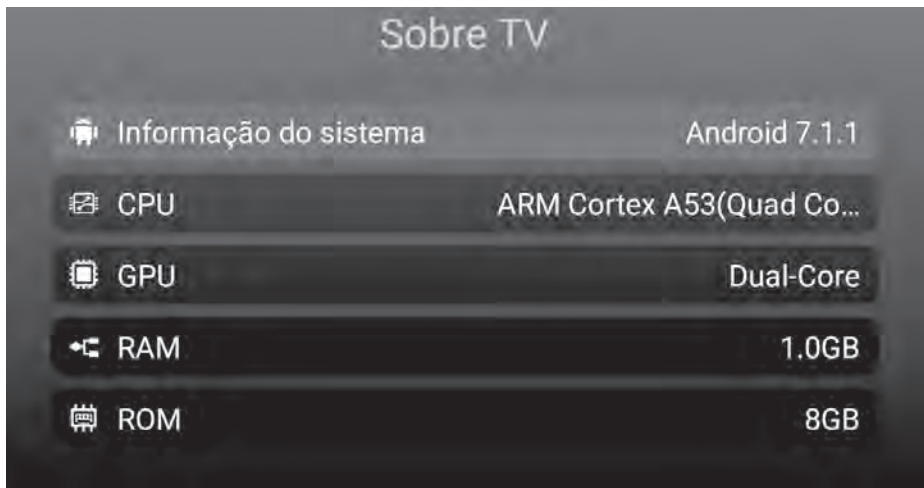 Sobre TV
Informação do sistema Android 7.1.1
CPU ARM Cortex A53(Quad Co...
GPU Dual-Core
RAM 1.0GB
ROM 8GB